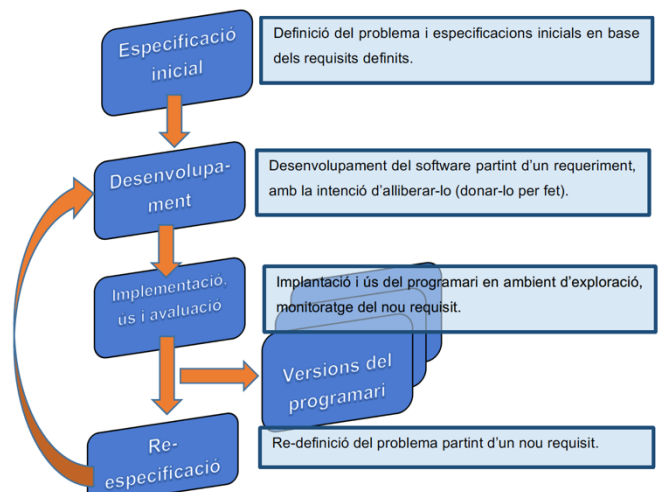 Especificació
inicial
Definició del problema i especificacions inicials en base
dels requisits definits.
Desenvolupa-
ment
Desenvolupament del software partint d'un requeriment,
amb la intenció d'alliberar-lo (donar-lo per fet).
Implementació,
ús i avaluació
Implantació i ús del programari en ambient d'exploració,
monitoratge del nou requisit.
Versions del
programari
Re-
especificació
Re-definició del problema partint d'un nou requisit.